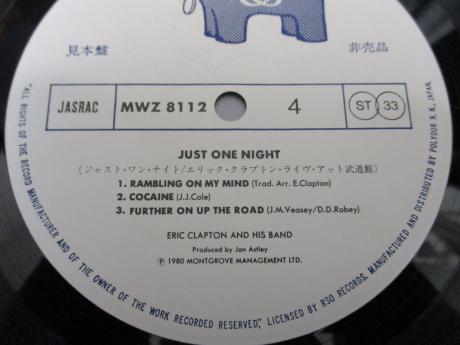 見本盤
非売品
JASRAC
MWZ 8112
4
ST 33
JUST ONE NIGHT
(ジャスト・ワン・ナイト/エリック・クラプトン・ライヴ・アット武道館)
1. RAMBLING ON MY MIND (Trad. Arr. E.Clapton)
2. COCAINE (J.J.Cale)
3. FURTHER ON UP THE ROAD (J.M.Veasey/D.D.Robey)
ERIC CLAPTON AND HIS BAND
Produced by Jon Astley
Ⓟ 1980 MONTGROVE MANAGEMENT LTD.
"ALL RIGHTS OF THE RECORD MANUFACTURER AND OF THE OWNER OF THE WORK RECORDED RESERVED", LICENSED BY RSO RECORDS, MANUFACTURED AND DISTRIBUTED BY POLYDOR K. K., JAPAN.